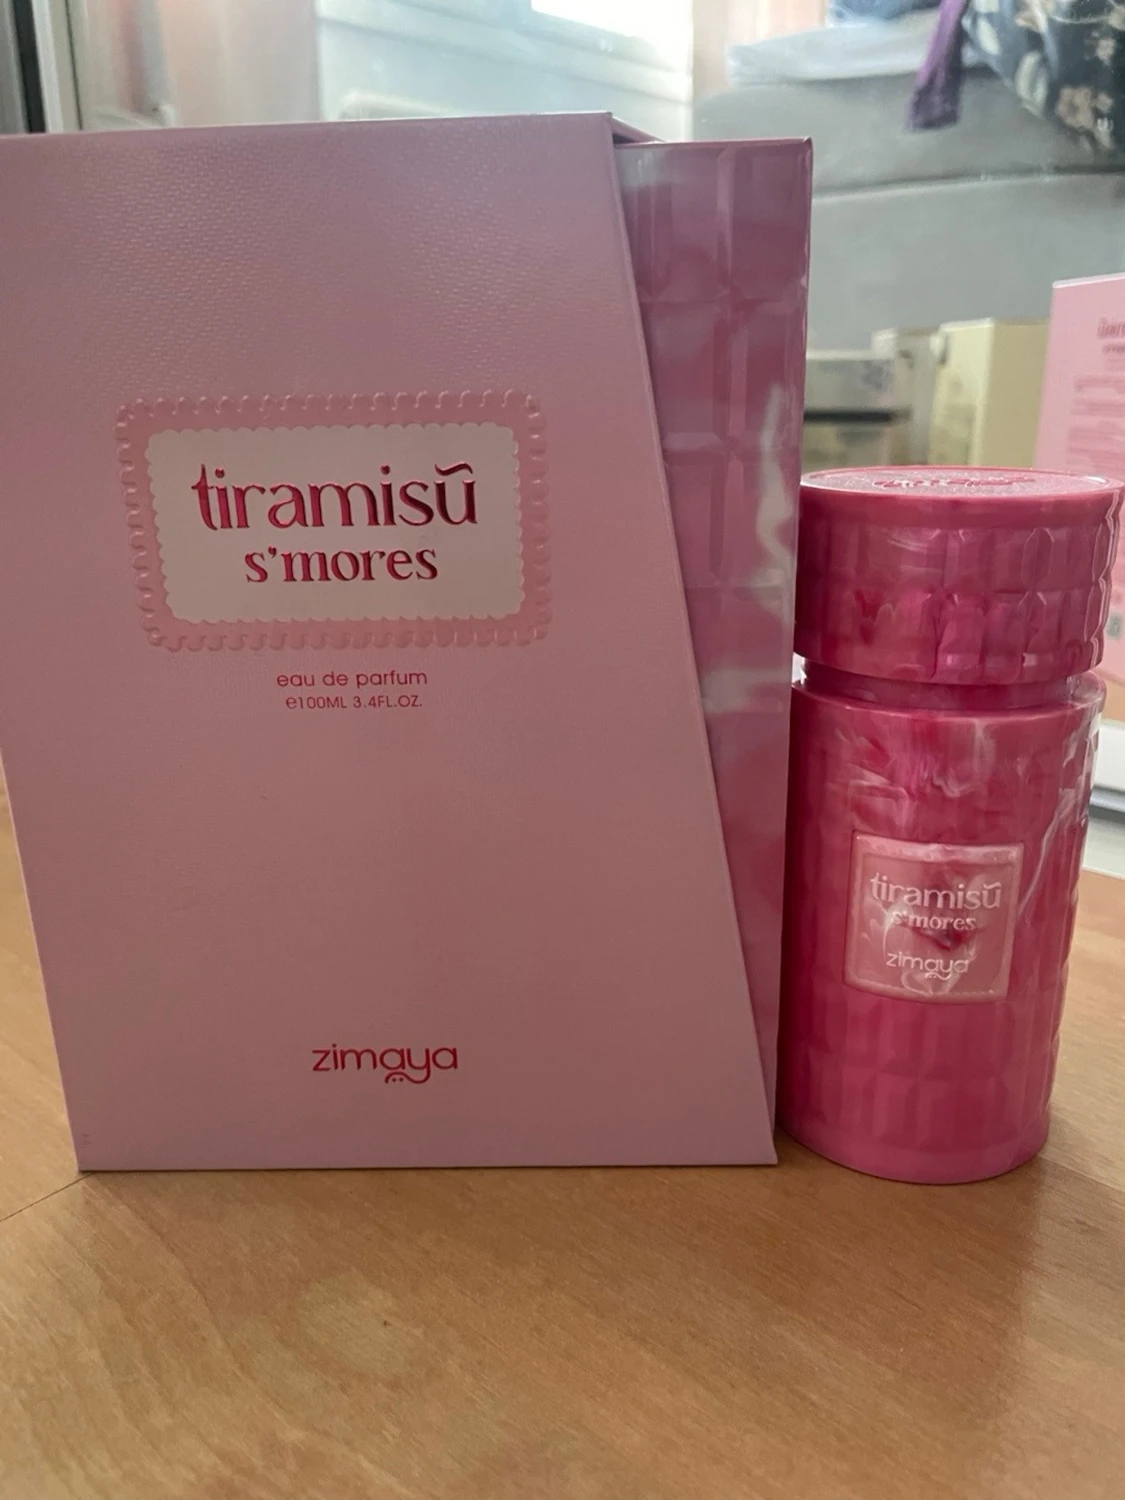 tiramisū
s'mores
eau de parfum
e100ML 3.4FL.OZ.
zimaya
tiramisū
s'mores
zimaya